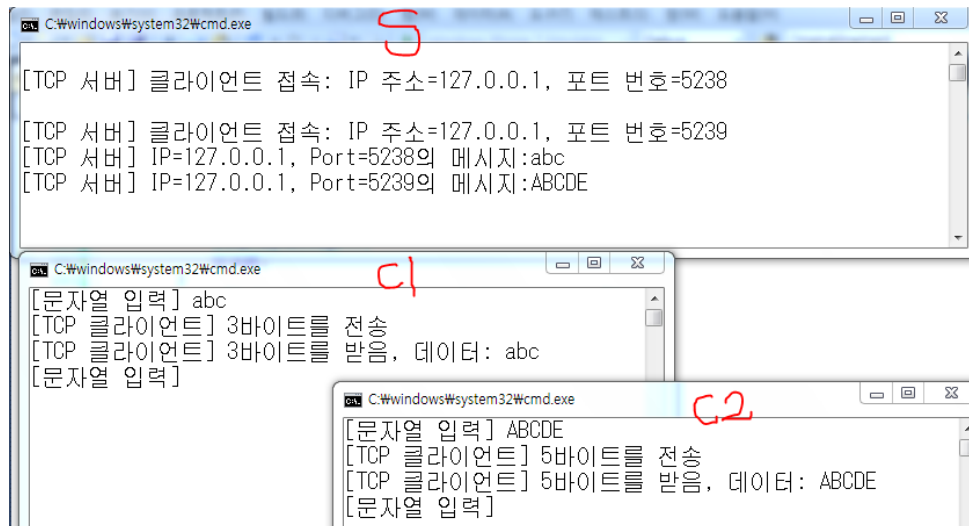 C:₩windows₩system32₩cmd.exe
S
[TCP 서버] 클라이언트 접속: IP 주소=127.0.0.1, 포트 번호=5238
[TCP 서버] 클라이언트 접속: IP 주소=127.0.0.1, 포트 번호=5239
[TCP 서버] IP=127.0.0.1, Port=5238의 메시지:abc
[TCP 서버] IP=127.0.0.1, Port=5239의 메시지:ABCDE
C:₩windows₩system32₩cmd.exe
C1
[문자열 입력] abc
[TCP 클라이언트] 3바이트를 전송
[TCP 클라이언트] 3바이트를 받음, 데이터: abc
[문자열 입력]
C:₩windows₩system32₩cmd.exe
C2
[문자열 입력] ABCDE
[TCP 클라이언트] 5바이트를 전송
[TCP 클라이언트] 5바이트를 받음, 데이터: ABCDE
[문자열 입력]